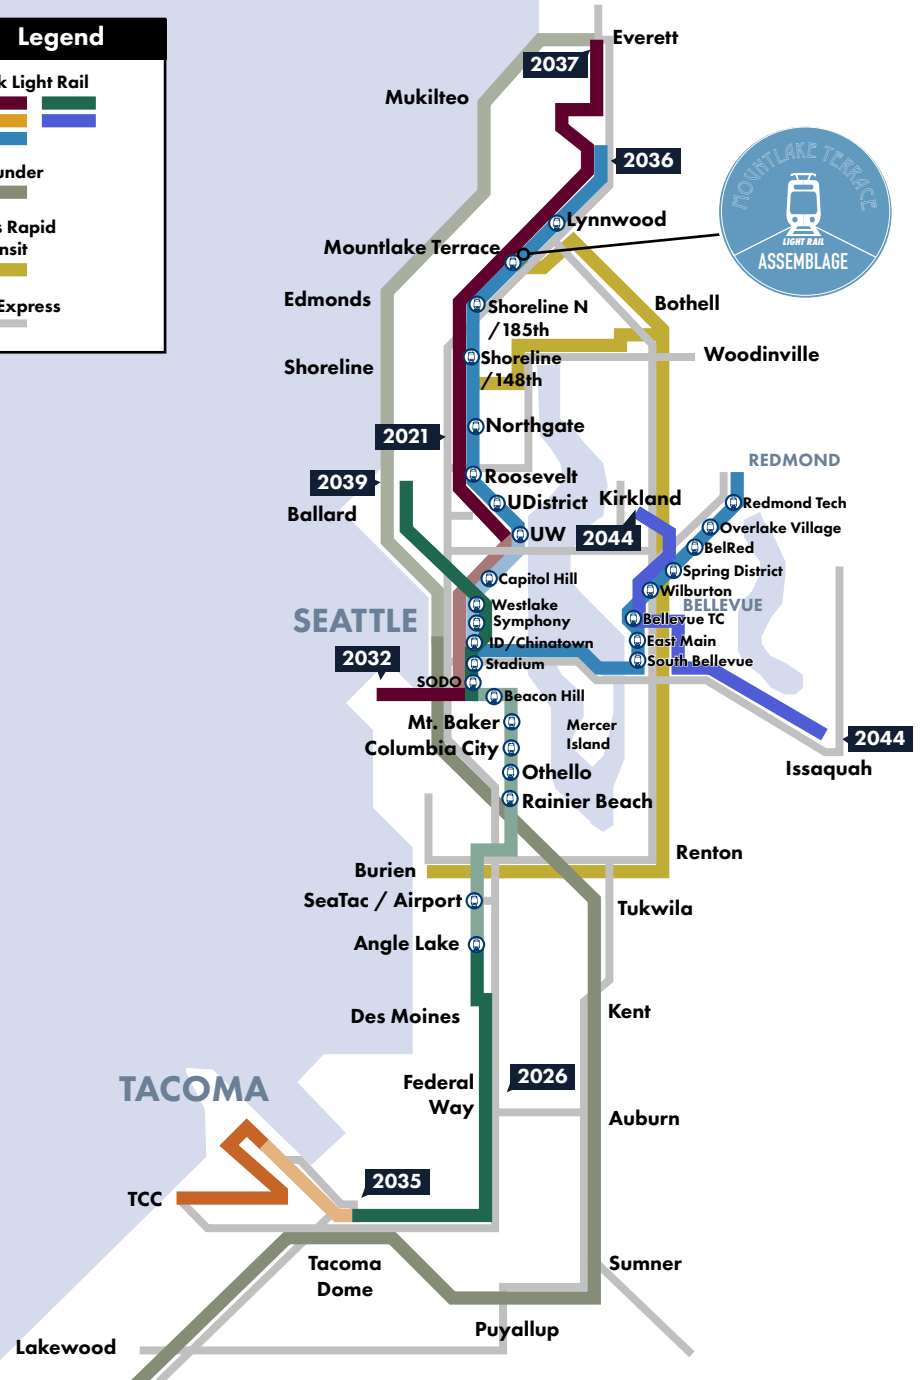 Legend
k Light Rail
under
s Rapid
nsit
Express
Everett
2037
Mukilteo
2036
MOUNTLAKE TERRACE
LIGHT RAIL
ASSEMBLAGE
Lynnwood
Mountlake Terrace
Edmonds
Shoreline N
/185th
Bothell
Shoreline
/148th
Woodinville
Shoreline
Northgate
2021
REDMOND
Roosevelt
2039
UDistrict
Kirkland
Redmond Tech
Ballard
Overlake Village
UW
2044
BelRed
Spring District
Capitol Hill
Wilburton
Westlake
BELLEVUE
SEATTLE
Symphony
Bellevue TC
ID/Chinatown
East Main
2032
Stadium
South Bellevue
SODO
Beacon Hill
Mt. Baker
Mercer
Island
Columbia City
2044
Issaquah
Othello
Rainier Beach
Renton
Burien
SeaTac / Airport
Tukwila
Angle Lake
Des Moines
Kent
2026
Federal
Way
TACOMA
Auburn
2035
TCC
Tacoma
Dome
Sumner
Puyallup
Lakewood